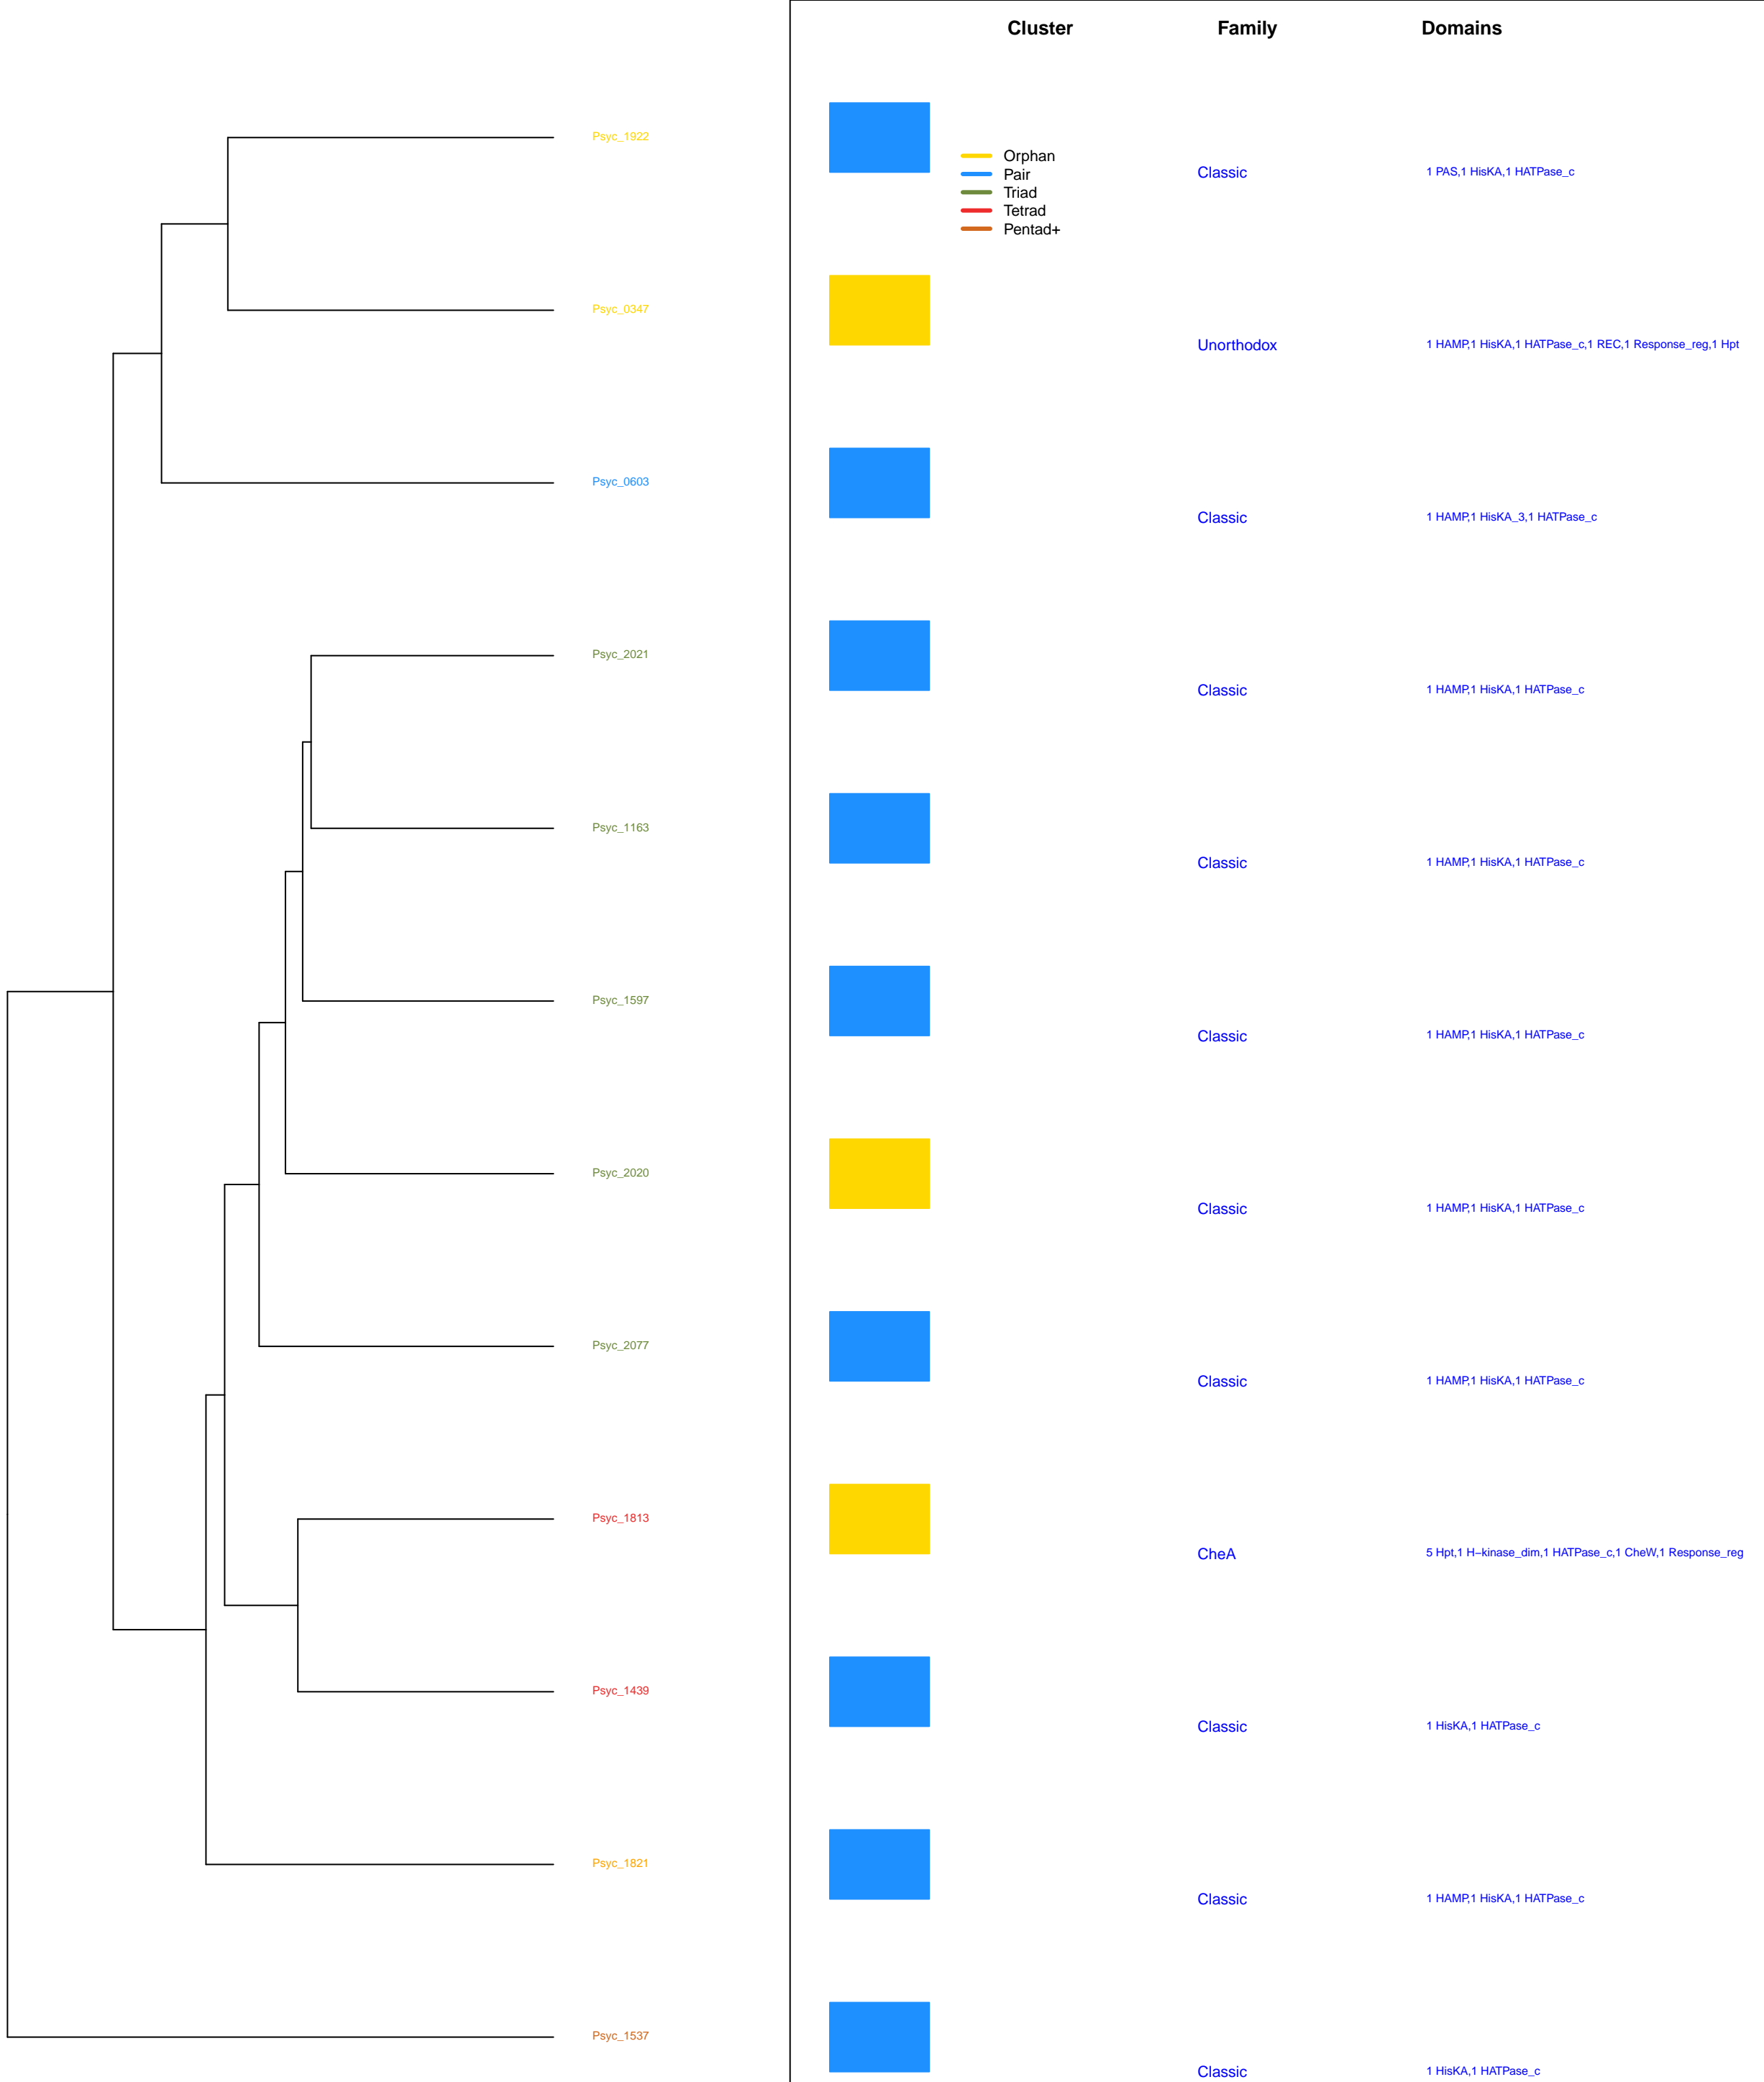 Cluster Family Domains
Psyc_1922
Orphan
Pair
Triad
Tetrad
Pentad+
Classic 1 PAS,1 HisKA,1 HATPase_c
Psyc_0347
Unorthodox 1 HAMP,1 HisKA,1 HATPase_c,1 REC,1 Response_reg,1 Hpt
Psyc_0603
Classic 1 HAMP,1 HisKA_3,1 HATPase_c
Psyc_2021
Classic 1 HAMP,1 HisKA,1 HATPase_c
Psyc_1163
Classic 1 HAMP,1 HisKA,1 HATPase_c
Psyc_1597
Classic 1 HAMP,1 HisKA,1 HATPase_c
Psyc_2020
Classic 1 HAMP,1 HisKA,1 HATPase_c
Psyc_2077
Classic 1 HAMP,1 HisKA,1 HATPase_c
Psyc_1813
CheA 5 Hpt,1 H−kinase_dim,1 HATPase_c,1 CheW,1 Response_reg
Psyc_1439
Classic 1 HisKA,1 HATPase_c
Psyc_1821
Classic 1 HAMP,1 HisKA,1 HATPase_c
Psyc_1537
Classic 1 HisKA,1 HATPase_c